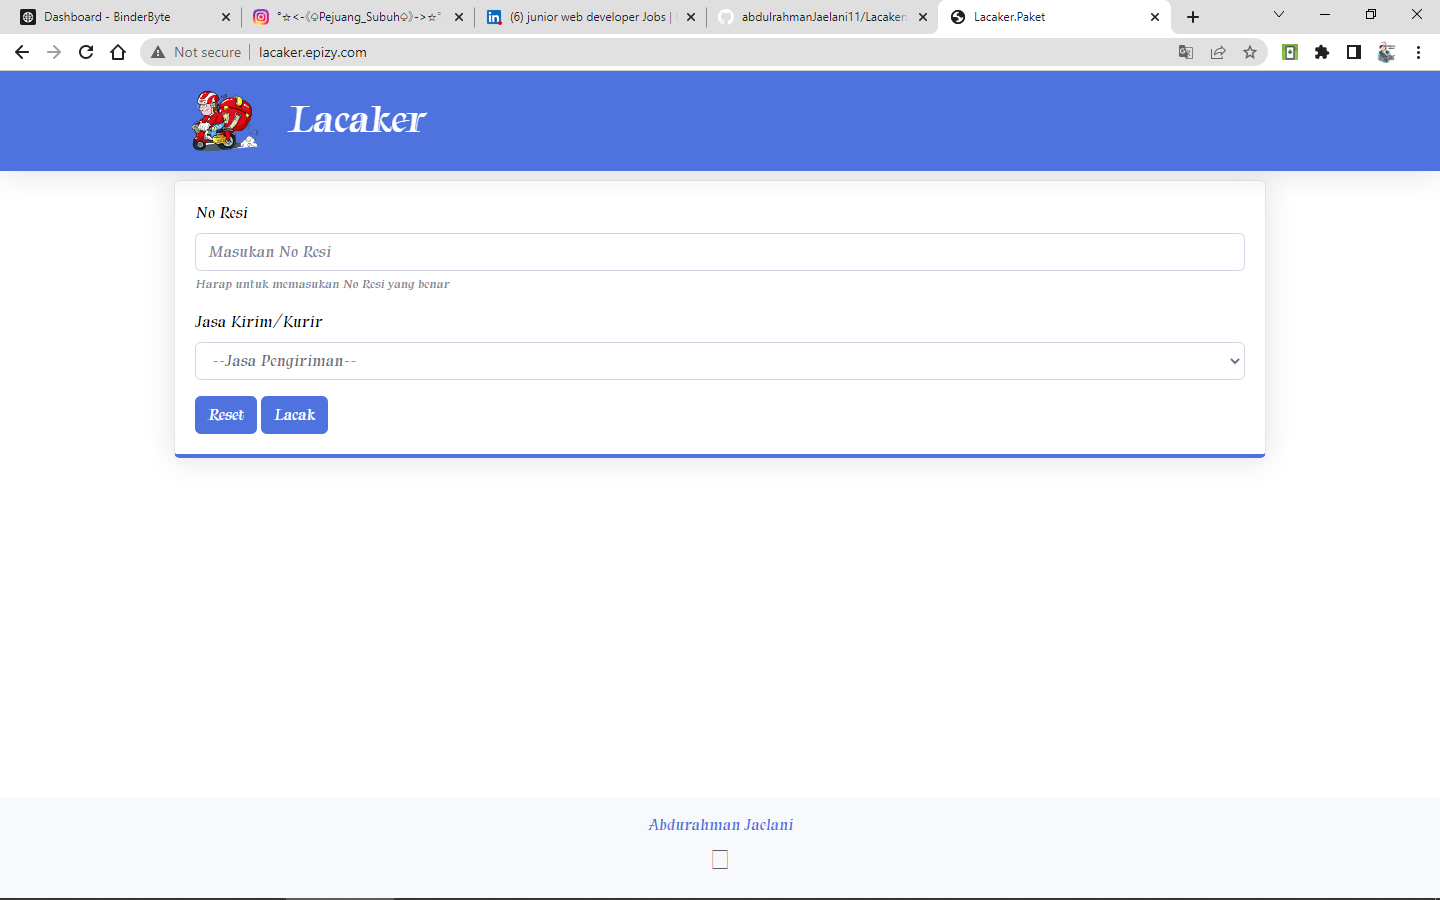 Dashboard - BinderByte
°☆<-《♤Pejuang_Subuh♤》->☆°
(6) junior web developer Jobs |
abdulrahmanJaelani11/Lacaker
Lacaker.Paket
Not secure
lacaker.epizy.com
Lacaker
No Resi
Masukan No Resi
Harap untuk memasukan No Resi yang benar
Jasa Kirim/Kurir
--Jasa Pengiriman--
Reset
Lacak
Abdurahman Jaelani